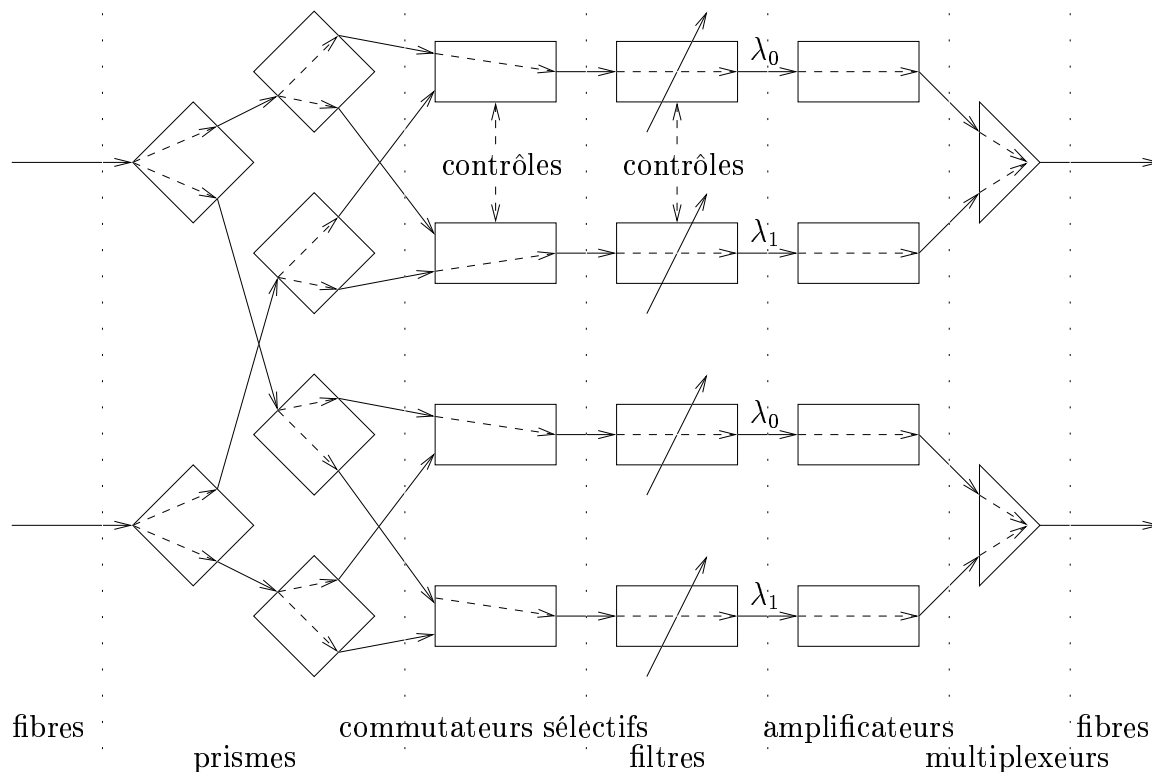 λ0
contrôles contrôles
λ1
λ0
λ1
fibres commutateurs sélectifs amplificateurs fibres
prismes filtres multiplexeurs